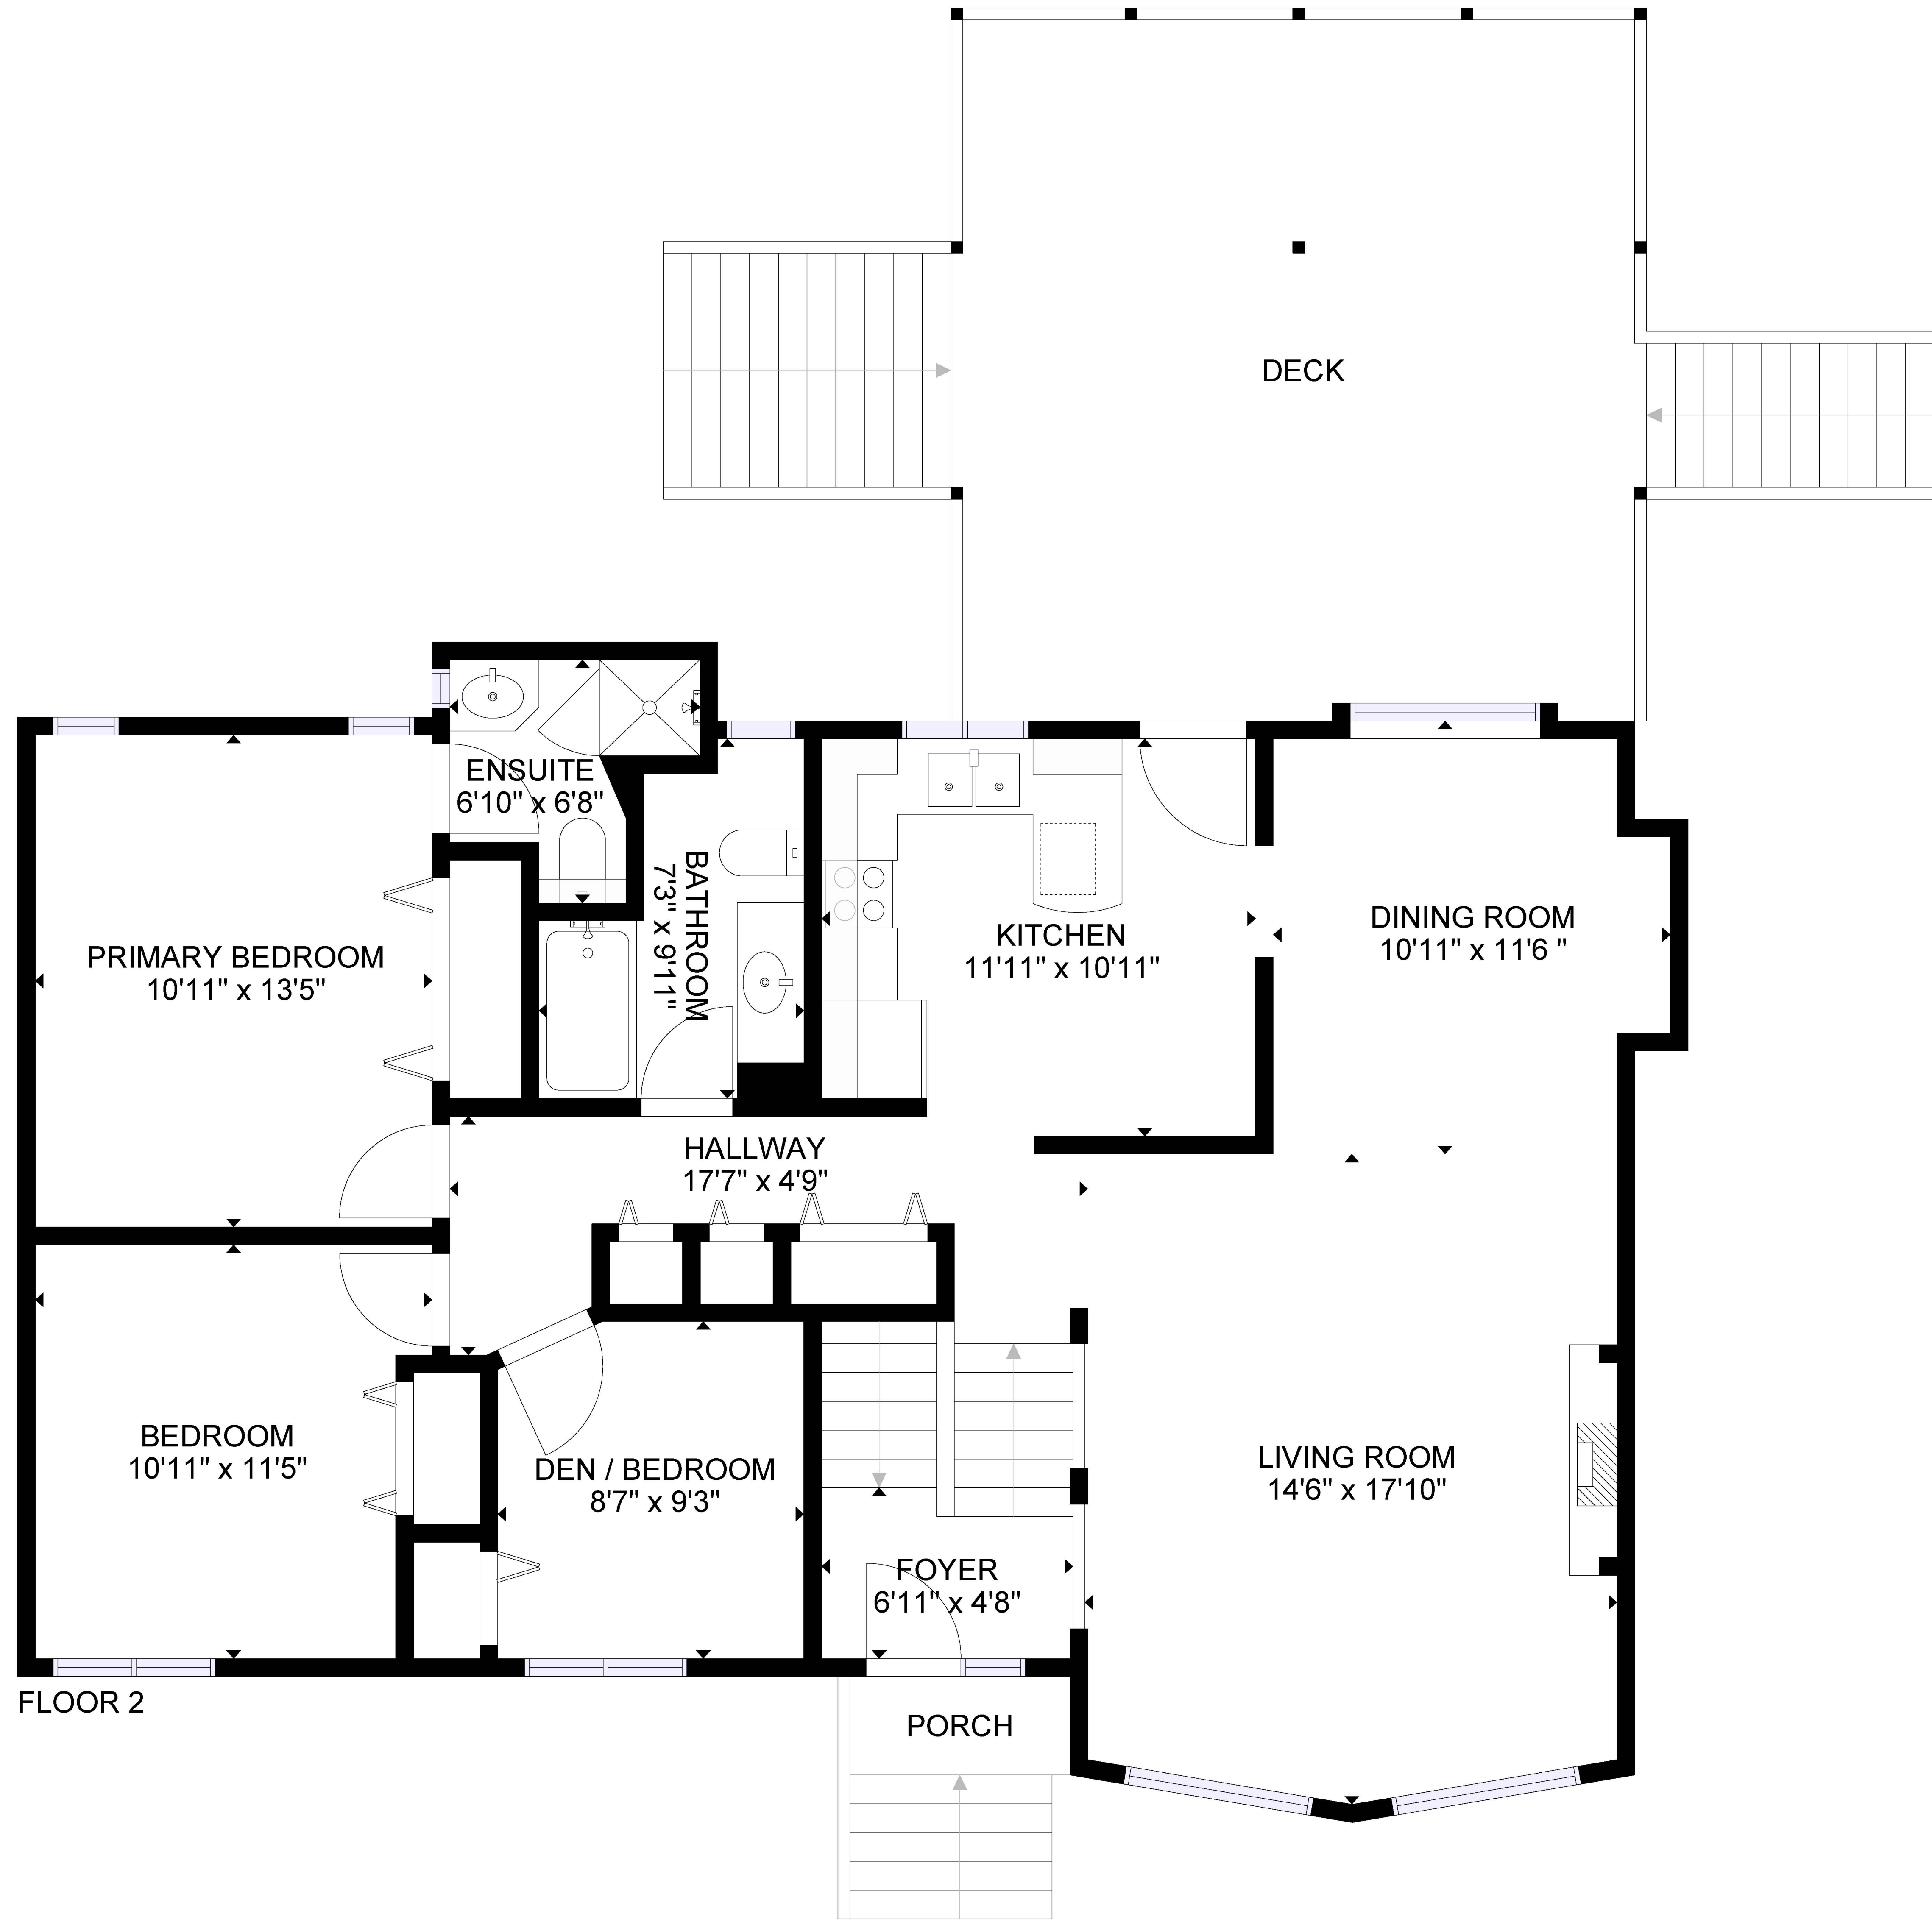 DECK
ENSUITE
6'10" x 6'8"
BATHROOM
7'3" x 9'11"
KITCHEN
11'11" x 10'11"
DINING ROOM
10'11" x 11'6 "
PRIMARY BEDROOM
10'11" x 13'5"
HALLWAY
17'7" x 4'9"
BEDROOM
10'11" x 11'5"
DEN / BEDROOM
8'7" x 9'3"
LIVING ROOM
14'6" x 17'10"
FOYER
6'11" x 4'8"
FLOOR 2
PORCH